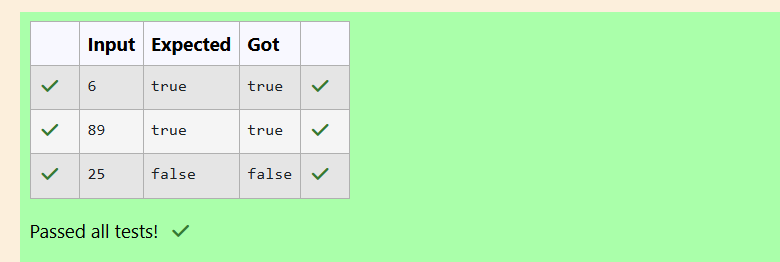 Input Expected Got
6 true true
89 true true
25 false false
Passed all tests!